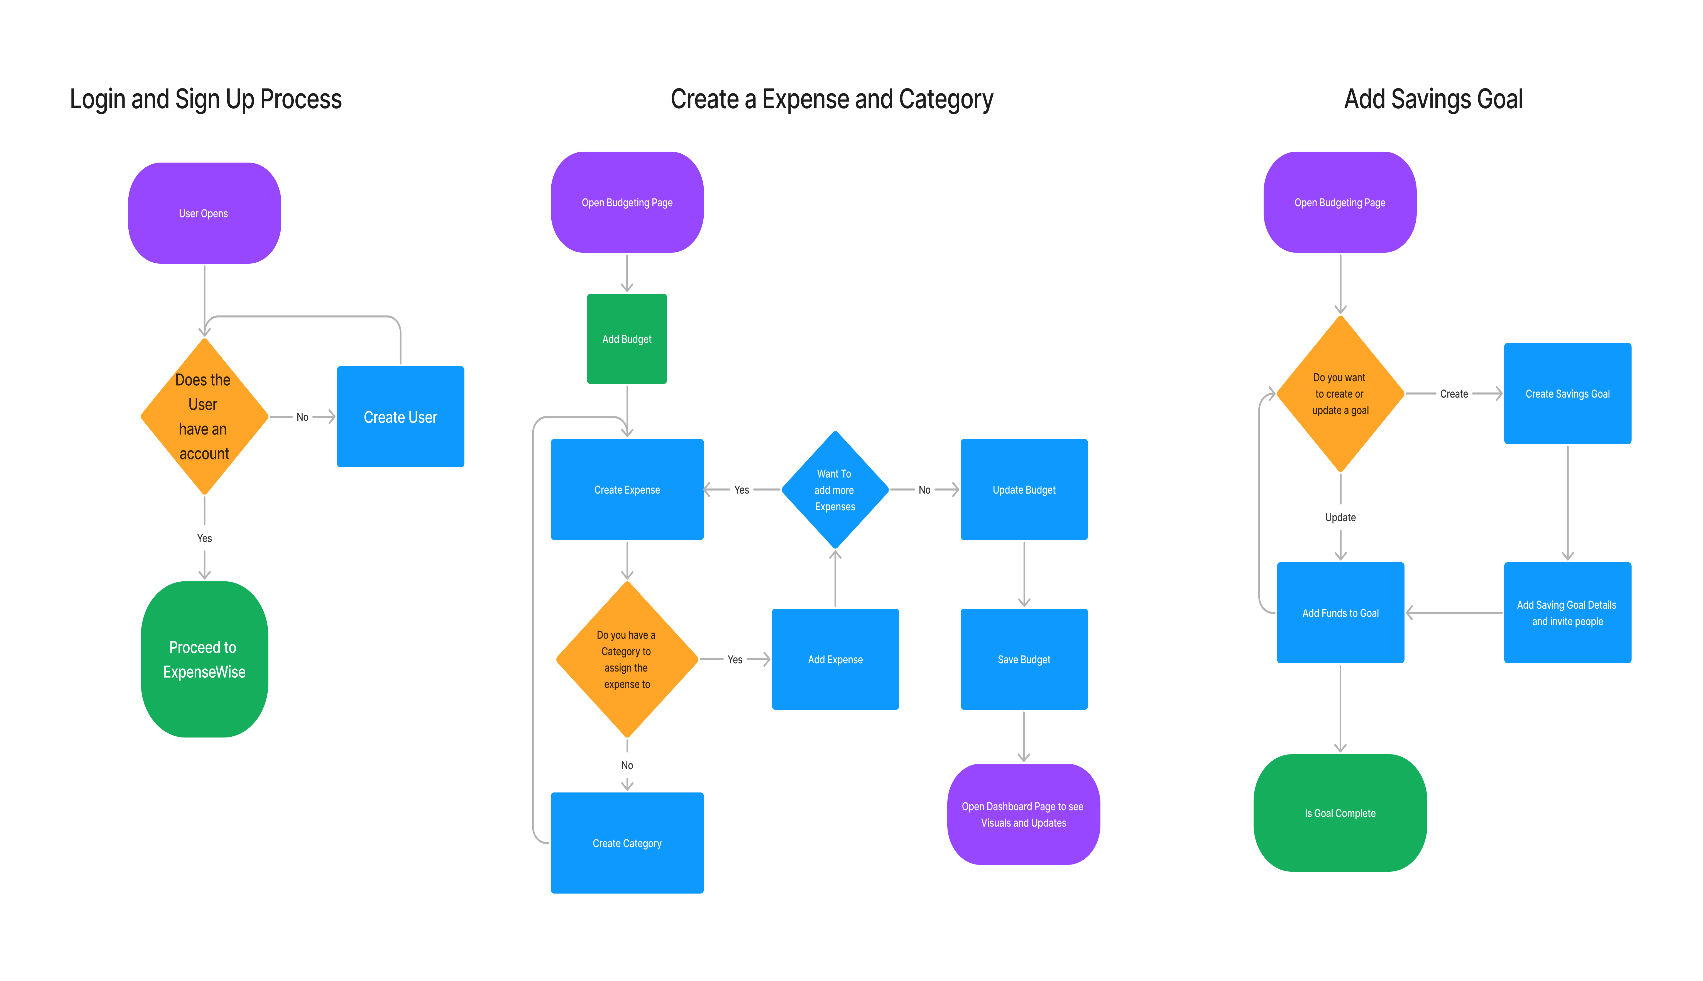 Login and Sign Up Process
User Opens
Does the
User
have an
account
No
Create User
Yes
Proceed to
ExpenseWise
Create a Expense and Category
Open Budgeting Page
Add Budget
Create Expense
Yes
Want To
add more
Expenses
No
Update Budget
Do you have a
Category to
assign the
expense to
Yes
Add Expense
Save Budget
No
Create Category
Open Dashboard Page to see
Visuals and Updates
Add Savings Goal
Open Budgeting Page
Do you want
to create or
update a goal
Create
Create Savings Goal
Update
Add Funds to Goal
Add Saving Goal Details
and invite people
Is Goal Complete